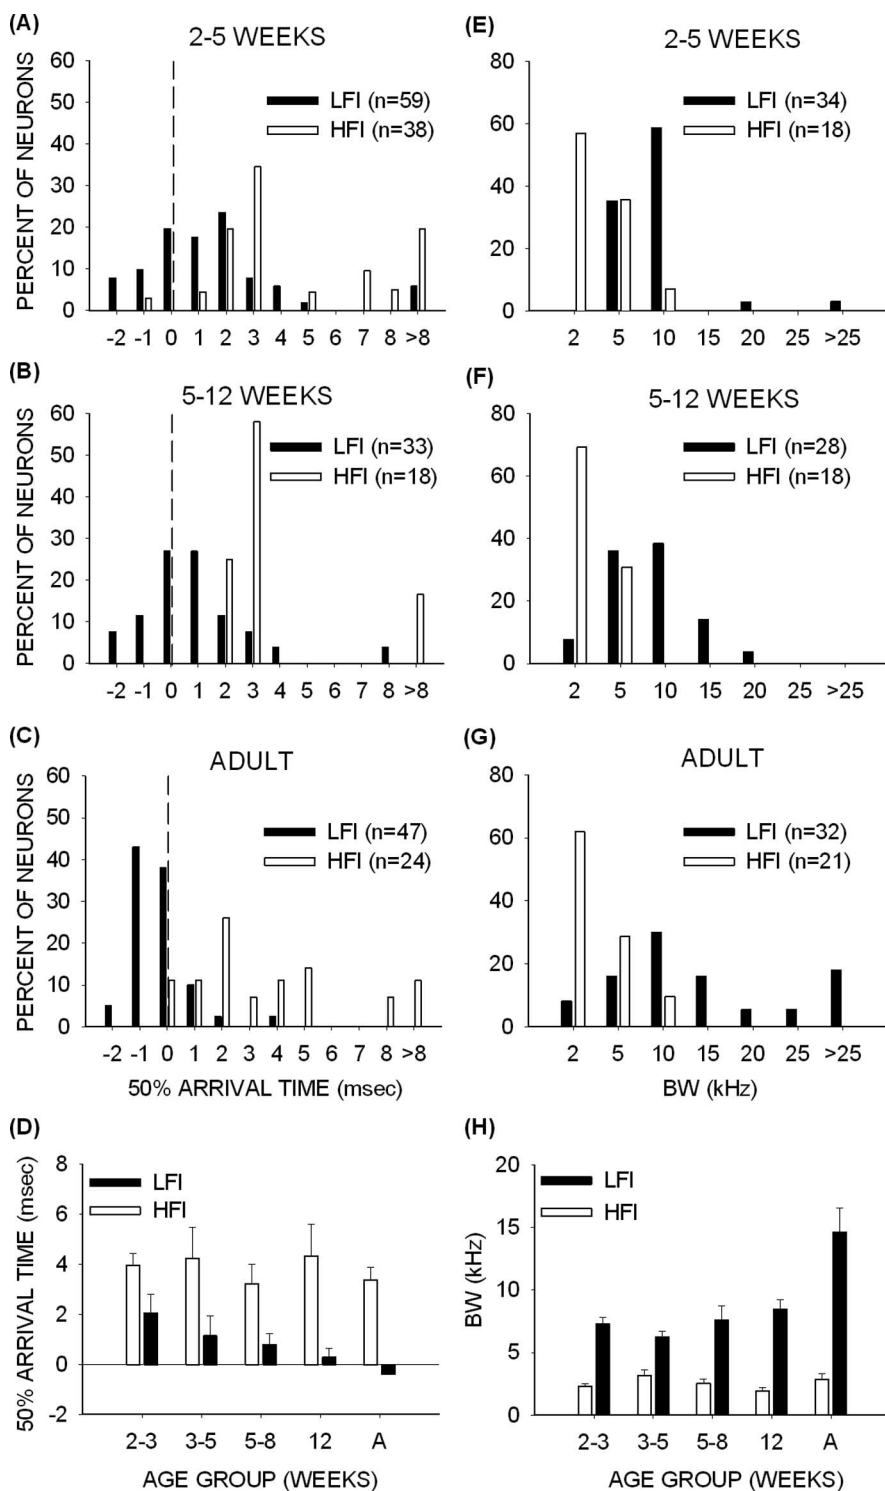 (A)
2-5 WEEKS
PERCENT OF NEURONS
60
50
40
30
20
10
0
LFI (n=59)
HFI (n=38)
-2 -1 0 1 2 3 4 5 6 7 8 >8
(E)
2-5 WEEKS
80
60
40
20
0
LFI (n=34)
HFI (n=18)
2 5 10 15 20 25 >25
(B)
5-12 WEEKS
PERCENT OF NEURONS
60
50
40
30
20
10
0
LFI (n=33)
HFI (n=18)
-2 -1 0 1 2 3 4 5 6 7 8 >8
(F)
5-12 WEEKS
80
60
40
20
0
LFI (n=28)
HFI (n=18)
2 5 10 15 20 25 >25
(C)
ADULT
PERCENT OF NEURONS
60
50
40
30
20
10
0
LFI (n=47)
HFI (n=24)
-2 -1 0 1 2 3 4 5 6 7 8 >8
50% ARRIVAL TIME (msec)
(G)
ADULT
80
60
40
20
0
LFI (n=32)
HFI (n=21)
2 5 10 15 20 25 >25
BW (kHz)
(D)
50% ARRIVAL TIME (msec)
8
6
4
2
0
-2
LFI
HFI
2-3 3-5 5-8 12 A
AGE GROUP (WEEKS)
(H)
BW (kHz)
20
15
10
5
0
LFI
HFI
2-3 3-5 5-8 12 A
AGE GROUP (WEEKS)